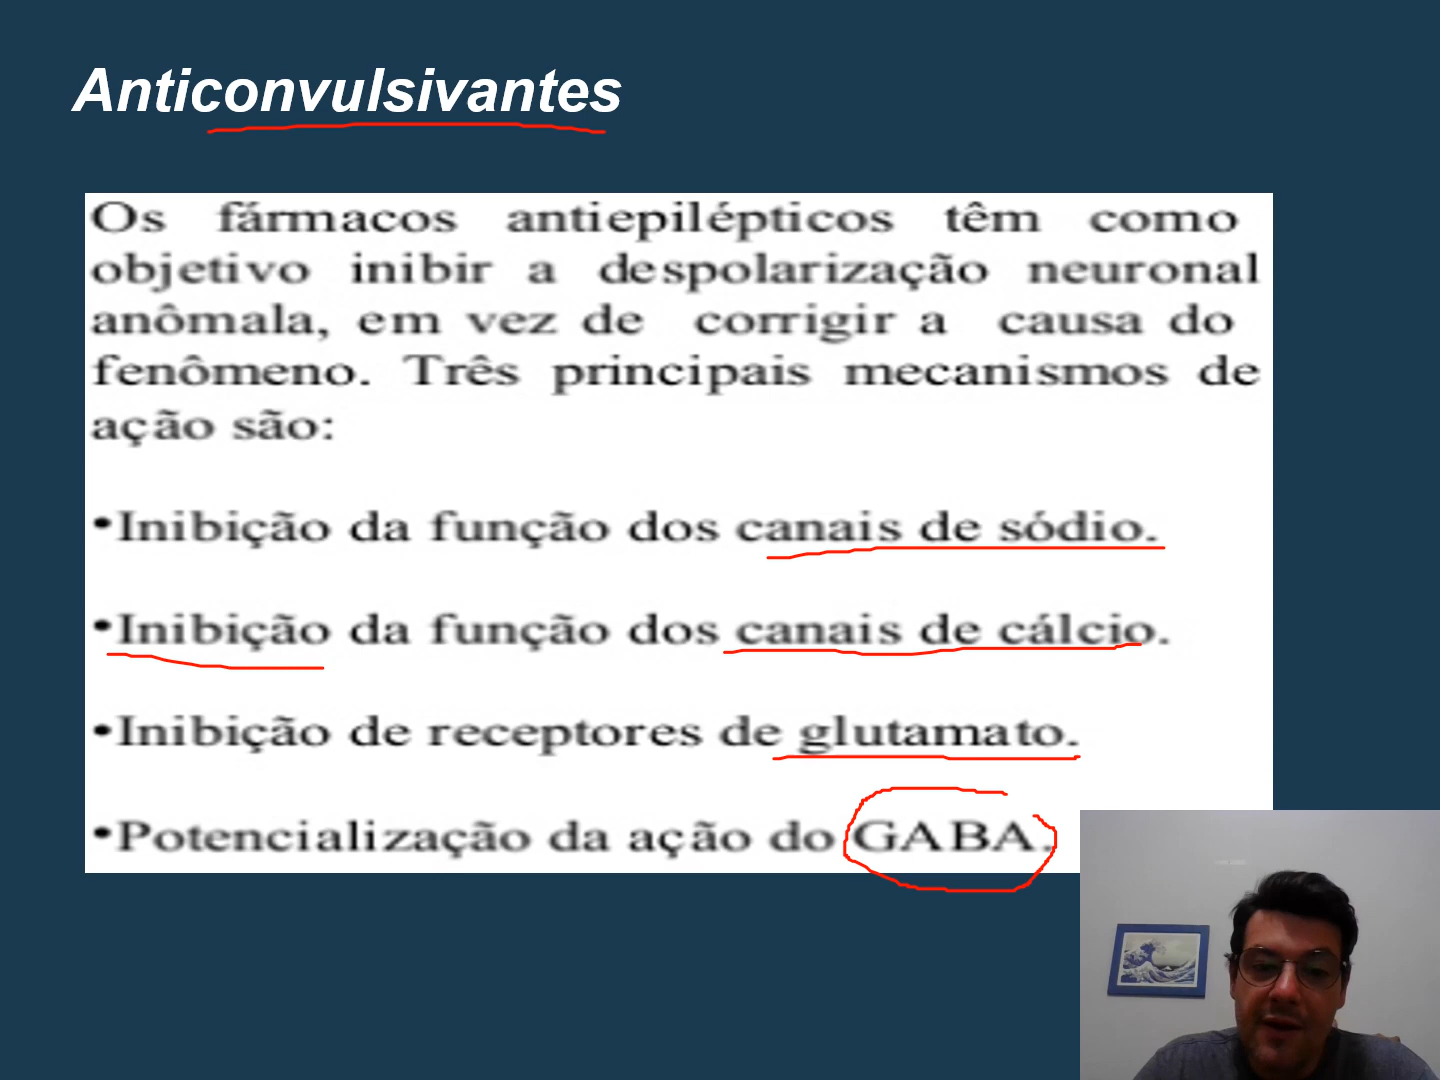 Anticonvulsivantes
Os fármacos antiepilépticos têm como
objetivo inibir a despolarização neuronal
anômala, em vez de corrigir a causa do
fenômeno. Três principais mecanismos de
ação são:
•Inibição da função dos canais de sódio.
•Inibição da função dos canais de cálcio.
•Inibição de receptores de glutamato.
•Potencialização da ação do GABA.